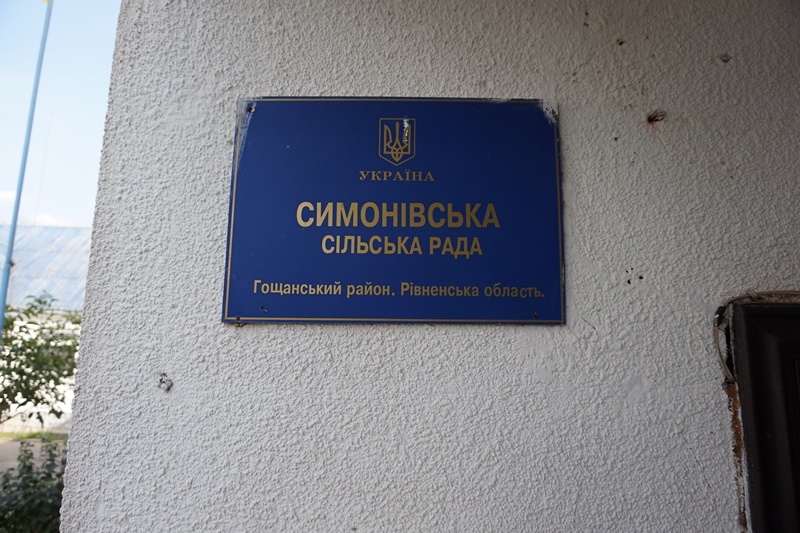 УКРАЇНА
СИМОНІВСЬКА
СІЛЬСЬКА РАДА
Гощанський район. Рівненська область.